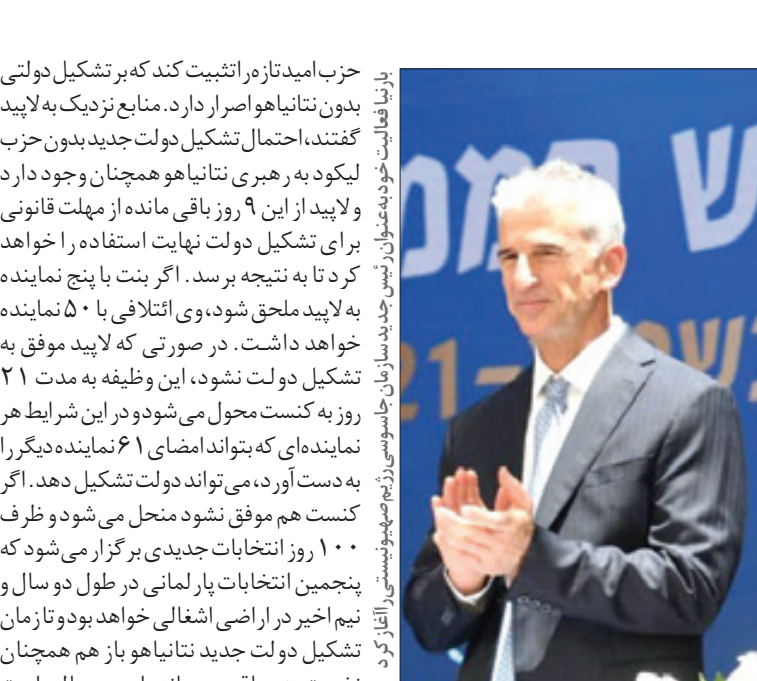 حزب امید تازه را تثبیت کند که بر تشکیل دولتی
بدون نتانیاهو اصرار دارد. منابع نزدیک به لاپید
گفتند، احتمال تشکیل دولت جدید بدون حزب
لیکود به رهبری نتانیاهو همچنان وجود دارد
و لاپید از این ۹ روز باقی مانده از مهلت قانونی
برای تشکیل دولت نهایت استفاده را خواهد
کرد تا به نتیجه برسد. اگر بنت با پنج نماینده
به لاپید ملحق شود، وی ائتلافی با ۵۰ نماینده
خواهد داشت. در صورتی که لاپید موفق به
تشکیل دولت نشود، این وظیفه به مدت ۲۱
روز به کنست محول می‌شود و در این شرایط هر
نماینده‌ای که بتواند امضای ۶۱ نماینده دیگر را
به دست آورد، می‌تواند دولت تشکیل دهد. اگر
کنست هم موفق نشود منحل می‌شود و ظرف
۱۰۰ روز انتخابات جدیدی برگزار می‌شود که
پنجمین انتخابات پارلمانی در طول دو سال و
نیم اخیر در اراضی اشغالی خواهد بود و تا زمان
تشکیل دولت جدید نتانیاهو باز هم همچنان
بارنیا فعالیت خود به عنوان رئیس جدید سازمان جاسوسی رژیم صهیونیستی را آغاز کرد
ש ממ
21-